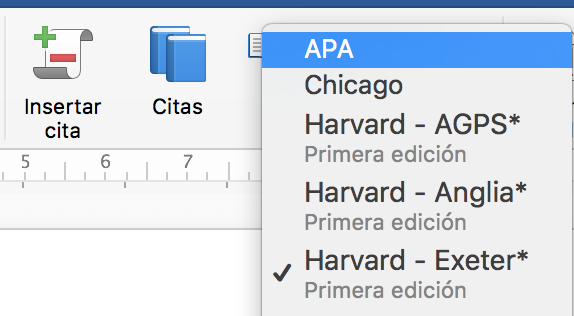 Insertar
cita
Citas
5 6 7
APA
Chicago
Harvard - AGPS*
Primera edición
Harvard - Anglia*
Primera edición
Harvard - Exeter*
Primera edición